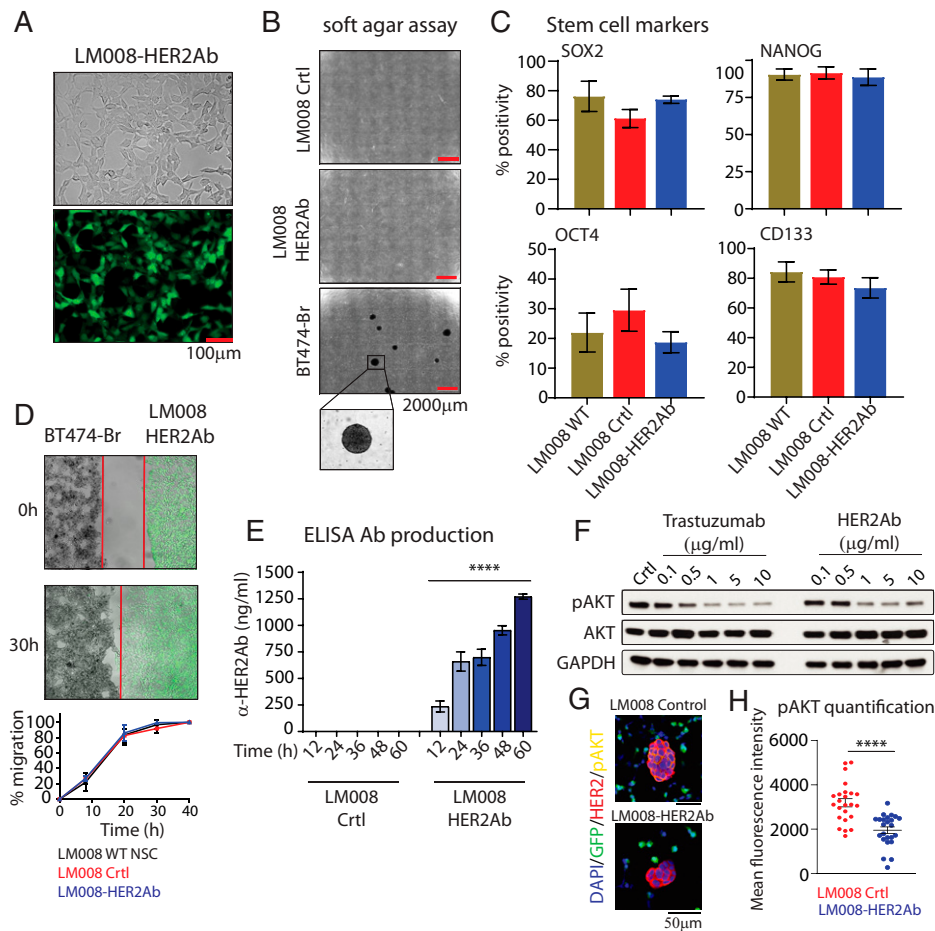 A
LM008-HER2Ab
100µm
B
soft agar assay
LM008 Crtl
LM008
HER2Ab
BT474-Br
2000µm
C
Stem cell markers
SOX2
% positivity
100
80
60
40
20
0
NANOG
100
75
50
25
0
OCT4
% positivity
50
40
30
20
10
0
CD133
100
80
60
40
20
0
LM008 WT
LM008 Crtl
LM008-HER2Ab
LM008 WT
LM008 Crtl
LM008-HER2Ab
D
BT474-Br
LM008
HER2Ab
0h
30h
% migration
100
80
60
40
20
0
0 10 20 30 40
Time (h)
LM008 WT NSC
LM008 Crtl
LM008-HER2Ab
E
ELISA Ab production
****
α-HER2Ab (ng/ml)
1500
1250
1000
750
500
250
0
Time (h) 12 24 36 48 60 12 24 36 48 60
LM008
Crtl
LM008
HER2Ab
F
Trastuzumab
(µg/ml)
HER2Ab
(µg/ml)
Crtl 0.1 0.5 1 5 10 0.1 0.5 1 5 10
pAKT
AKT
GAPDH
G
LM008 Control
LM008-HER2Ab
DAPI/GFP/HER2/pAKT
50µm
H
pAKT quantification
****
Mean fluorescence intensity
6000
4000
2000
0
LM008 Crtl
LM008-HER2Ab